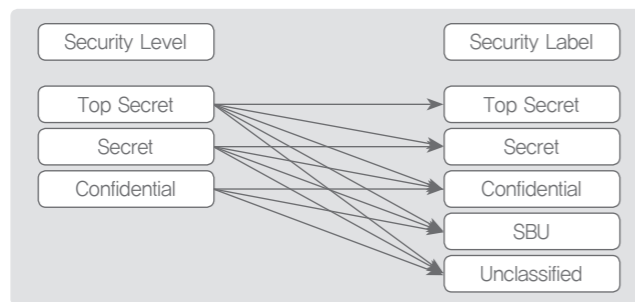 Security Level
Security Label
Top Secret
Top Secret
Secret
Secret
Confidential
Confidential
SBU
Unclassified